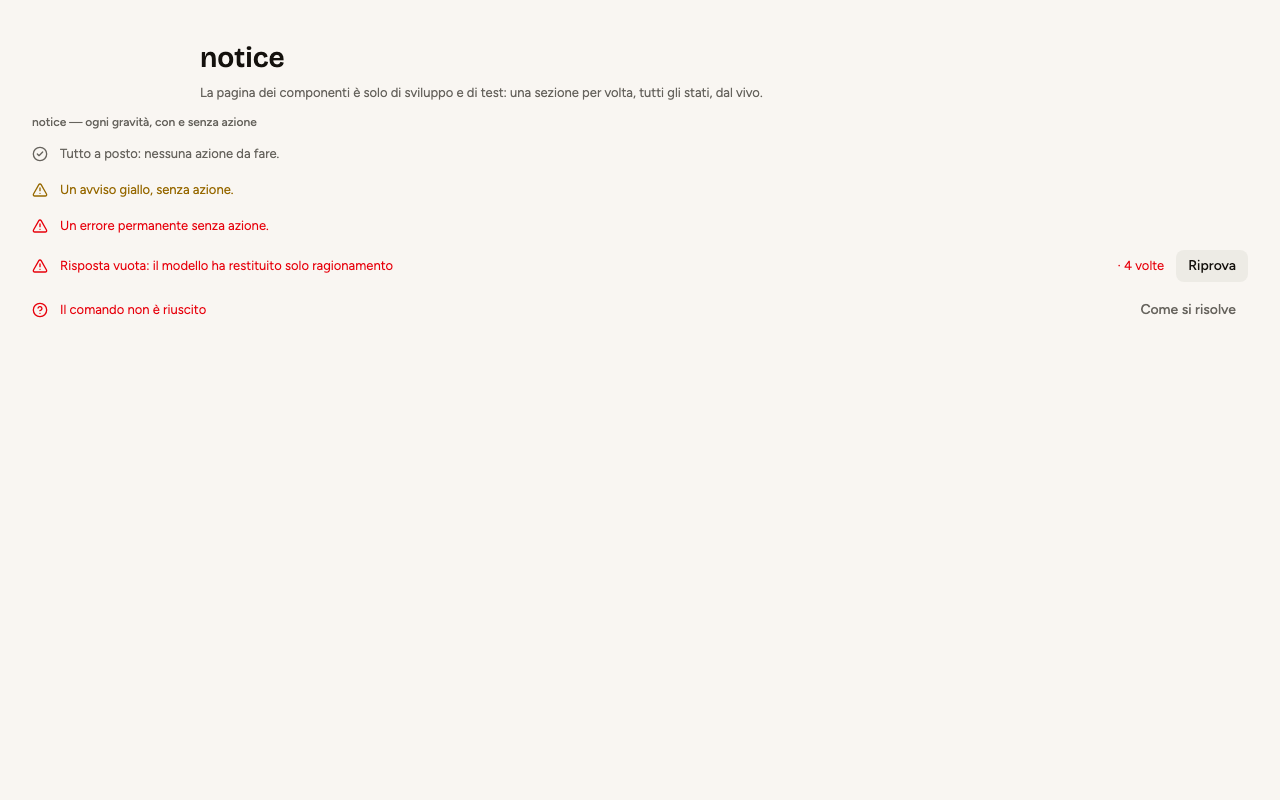 notice
La pagina dei componenti è solo di sviluppo e di test: una sezione per volta, tutti gli stati, dal vivo.
notice — ogni gravità, con e senza azione
Tutto a posto: nessuna azione da fare.
Un avviso giallo, senza azione.
Un errore permanente senza azione.
Risposta vuota: il modello ha restituito solo ragionamento · 4 volte Riprova
Il comando non è riuscito Come si risolve